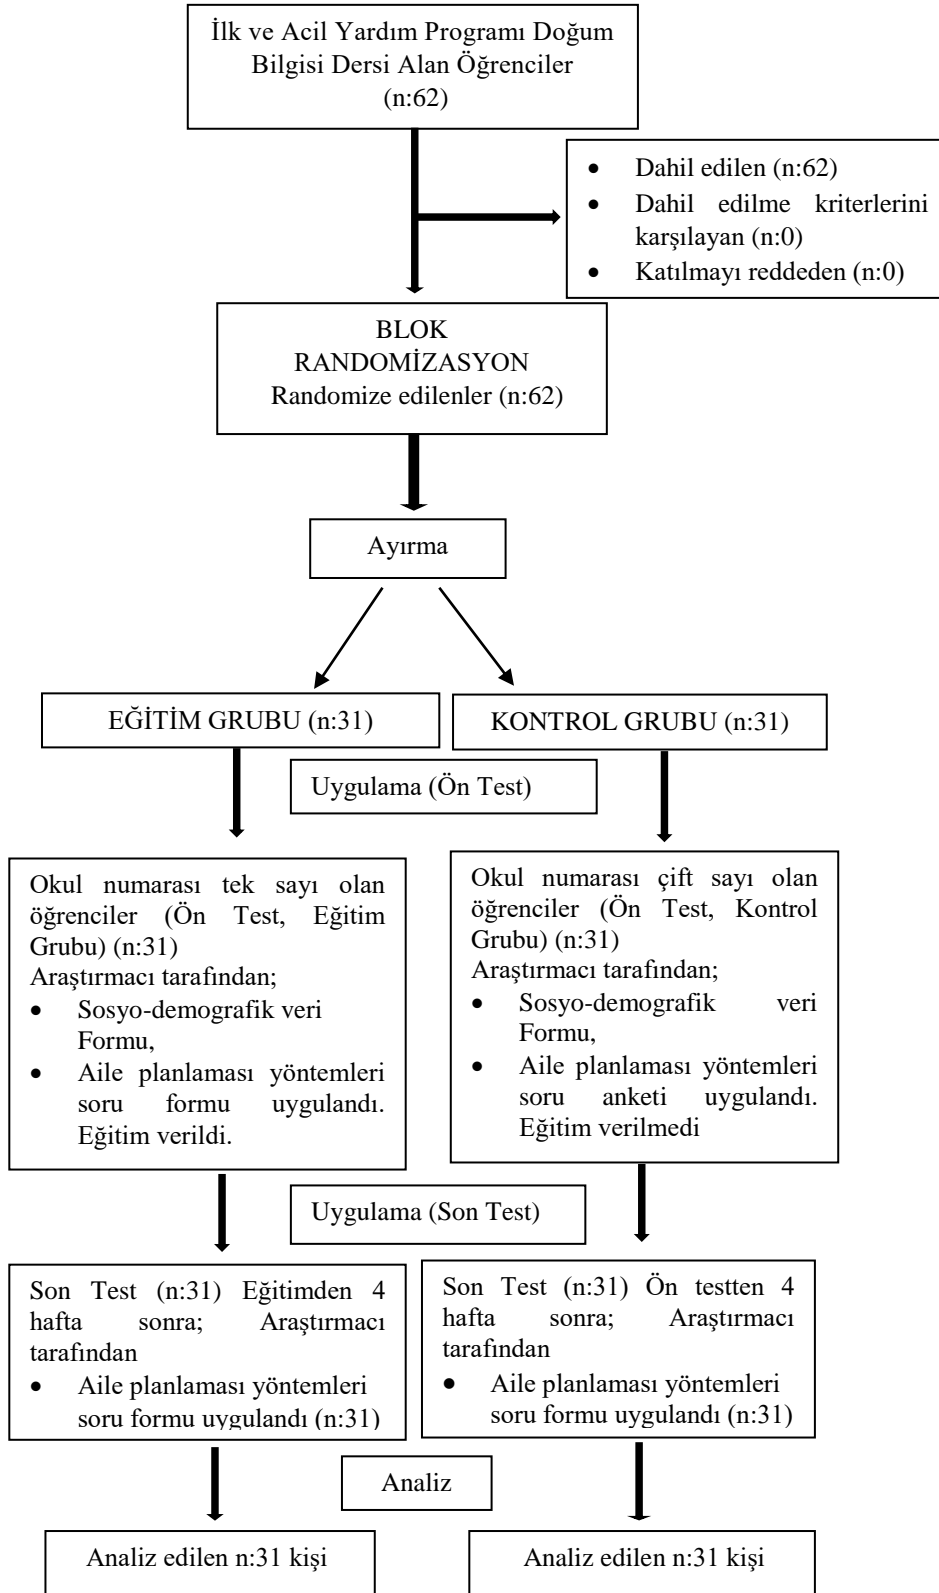 İlk ve Acil Yardım Programı Doğum
Bilgisi Dersi Alan Öğrenciler
(n:62)
• Dahil edilen (n:62)
• Dahil edilme kriterlerini
karşılayan (n:0)
• Katılmayı reddeden (n:0)
BLOK
RANDOMİZASYON
Randomize edilenler (n:62)
Ayırma
EĞİTİM GRUBU (n:31)
KONTROL GRUBU (n:31)
Uygulama (Ön Test)
Okul numarası tek sayı olan
öğrenciler (Ön Test, Eğitim
Grubu) (n:31)
Araştırmacı tarafından;
• Sosyo-demografik veri
Formu,
• Aile planlaması yöntemleri
soru formu uygulandı.
Eğitim verildi.
Okul numarası çift sayı olan
öğrenciler (Ön Test, Kontrol
Grubu) (n:31)
Araştırmacı tarafından;
• Sosyo-demografik veri
Formu,
• Aile planlaması yöntemleri
soru anketi uygulandı.
Eğitim verilmedi
Uygulama (Son Test)
Son Test (n:31) Eğitimden 4
hafta sonra; Araştırmacı
tarafından
• Aile planlaması yöntemleri
soru formu uygulandı (n:31)
Son Test (n:31) Ön testten 4
hafta sonra; Araştırmacı
tarafından
• Aile planlaması yöntemleri
soru formu uygulandı (n:31)
Analiz
Analiz edilen n:31 kişi
Analiz edilen n:31 kişi